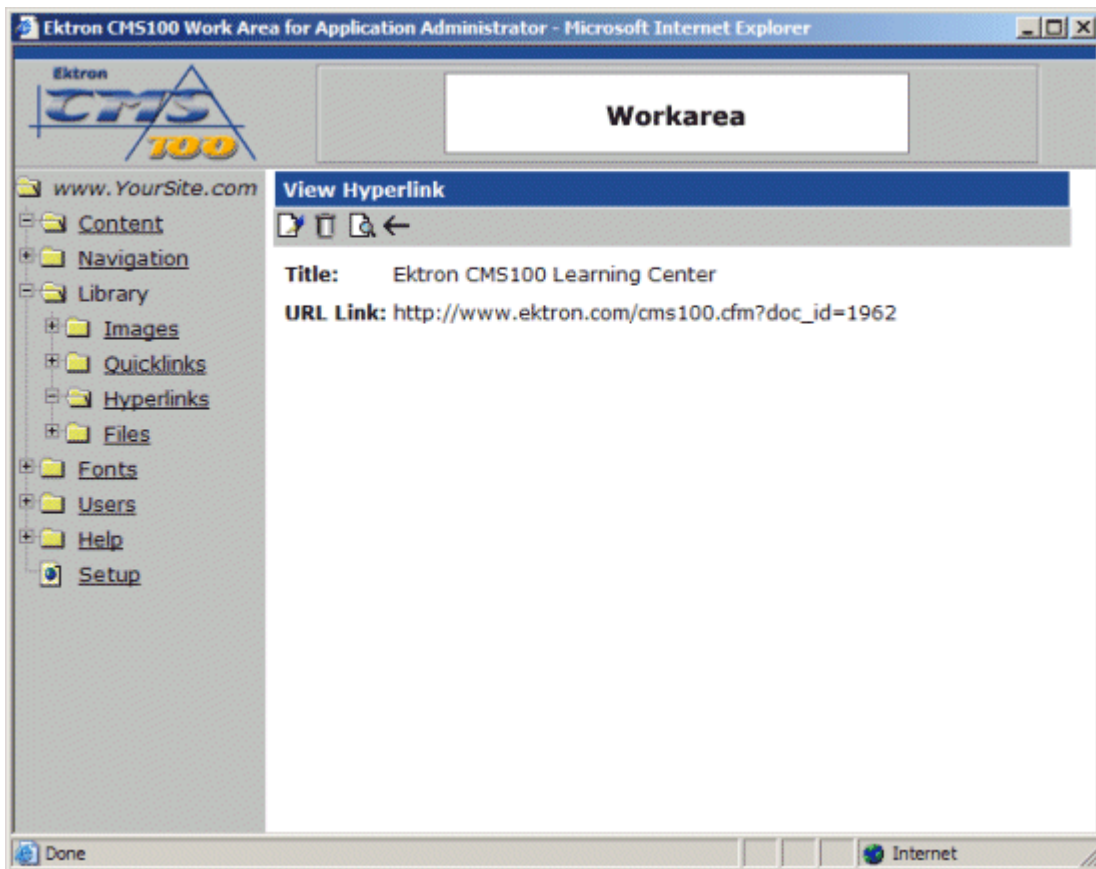 Ektron CMS100 Work Area for Application Administrator - Microsoft Internet Explorer
Ektron
CMS
100
Workarea
www.YourSite.com
Content
Navigation
Library
Images
Quicklinks
Hyperlinks
Files
Fonts
Users
Help
Setup
View Hyperlink
Title: Ektron CMS100 Learning Center
URL Link: http://www.ektron.com/cms100.cfm?doc_id=1962
Done
Internet